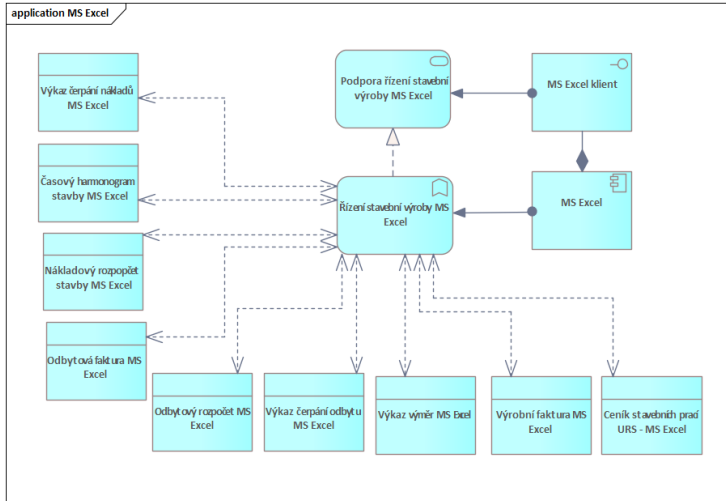 application MS Excel
Výkaz čerpání nákladů
MS Excel
Podpora řízení stavební
výroby MS Excel
MS Excel klient
Časový harmonogram
stavby MS Excel
Řízení stavební výroby MS
Excel
MS Excel
Nákladový rozpopčet
stavby MS Excel
Odbytová faktura MS
Excel
Odbytový rozpočet MS
Excel
Výkaz čerpání odbytu
MS Excel
Výkaz výměr MS Excel
Výrobní faktura MS
Excel
Ceník stavebních prací
URS - MS Excel